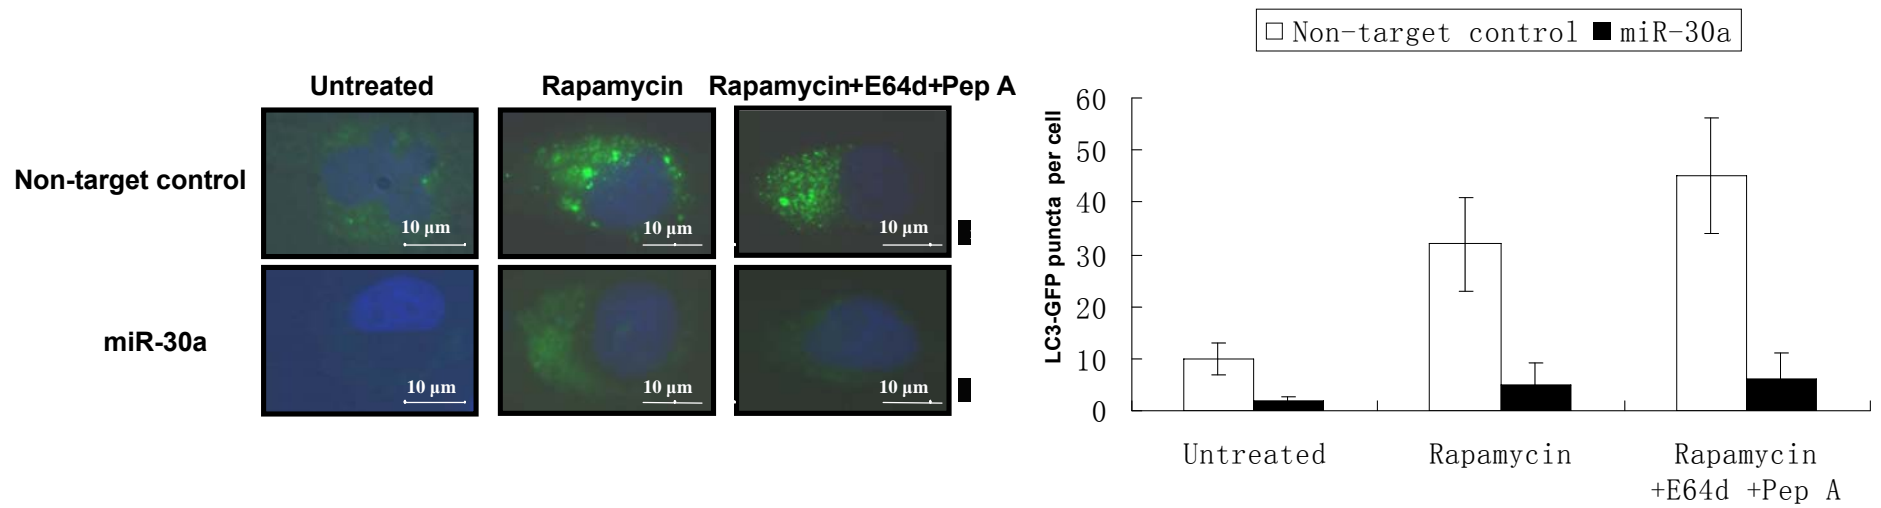 Untreated Rapamycin Rapamycin+E64d+Pep A
Non-target control
10 µm 10 µm 10 µm
miR-30a
10 µm 10 µm 10 µm
Non-target control miR-30a
LC3-GFP puncta per cell
60
50
40
30
20
10
0
Untreated Rapamycin Rapamycin
+E64d +Pep A